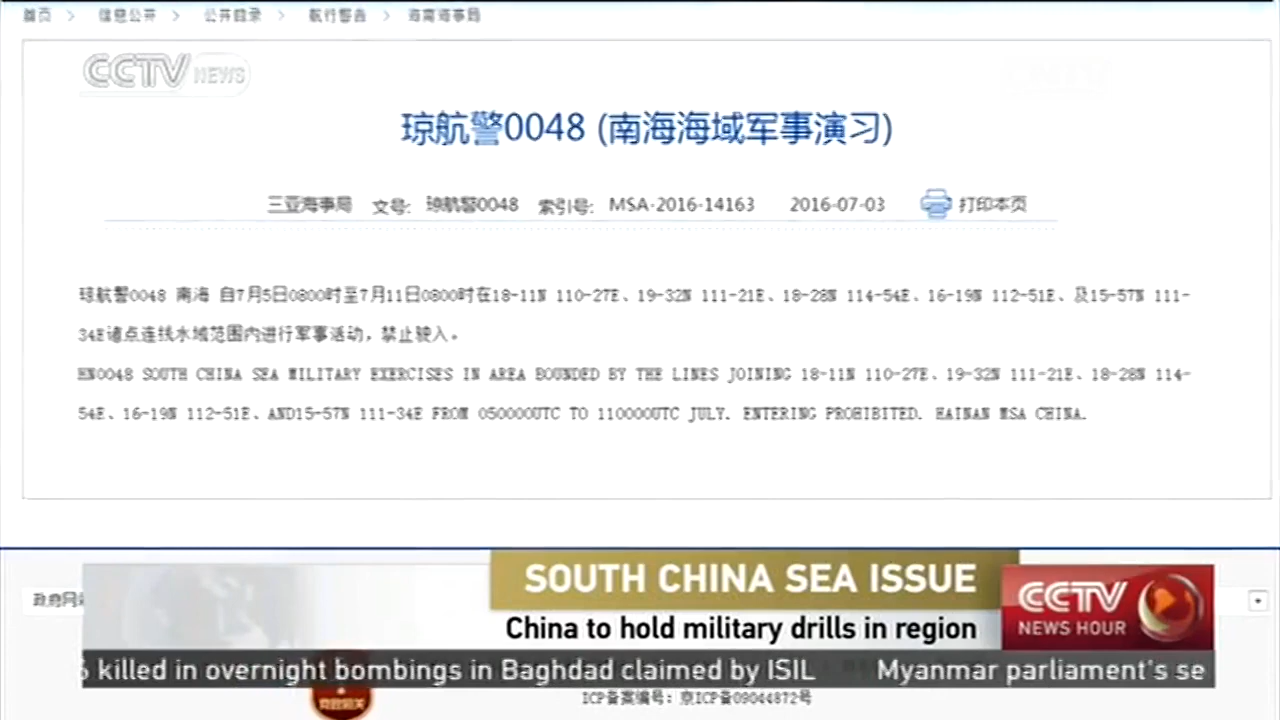 首页 > 信息公开 > 公开目录 > 航行警告 > 海南海事局
CCTV NEWS
琼航警0048 (南海海域军事演习)
三亚海事局 文号: 琼航警0048 索引号: MSA-2016-14163 2016-07-03 打印本页
琼航警0048 南海 自7月5日0800时至7月11日0800时在18-11N 110-27E、19-32N 111-21E、18-28N 114-54E、16-19N 112-51E、及15-57N 111-
34E诸点连线水域范围内进行军事活动，禁止驶入。
HN0048 SOUTH CHINA SEA MILITARY EXERCISES IN AREA BOUNDED BY THE LINES JOINING 18-11N 110-27E、19-32N 111-21E、18-28N 114-
54E、16-19N 112-51E、AND15-57N 111-34E FROM 050000UTC TO 110000UTC JULY. ENTERING PROHIBITED. HAINAN MSA CHINA.
SOUTH CHINA SEA ISSUE
China to hold military drills in region
CCTV
NEWS HOUR
政府网
killed in overnight bombings in Baghdad claimed by ISIL Myanmar parliament's se
党政机关
ICP备案编号: 京ICP备09044872号